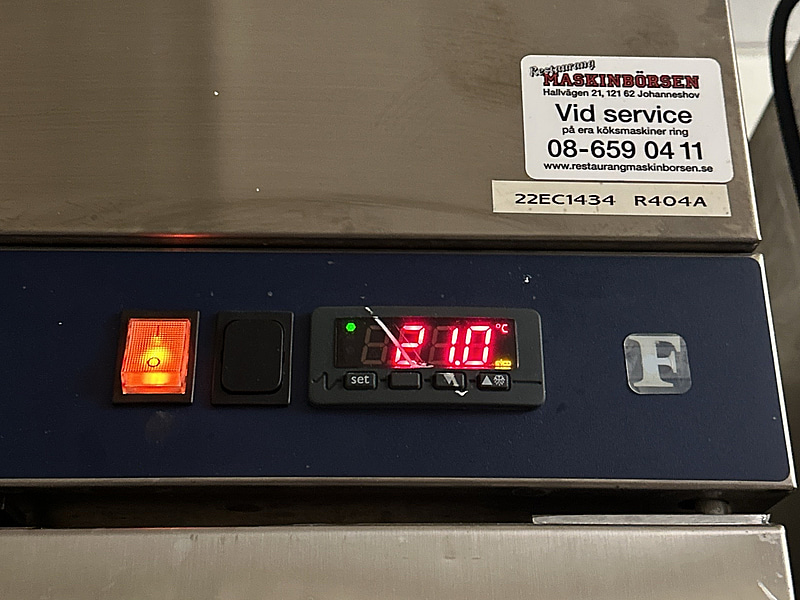 Restaurang
MASKINBÖRSEN
Hallvägen 21, 121 62 Johanneshov
Vid service
på era köksmaskiner ring
08-659 04 11
www.restaurangmaskinborsen.se
22EC1434 R404A
21.0 °C
set
F